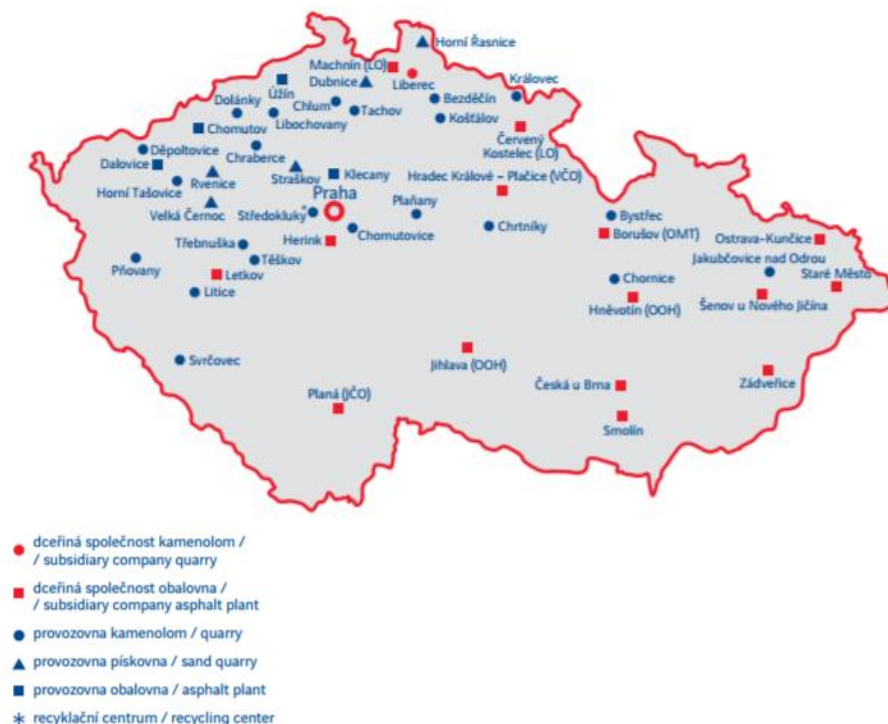 Horní Řasnice
Machnín (LO)
Liberec
Dubnice
Královec
Úžín
Dolánky
Chlum
Bezděčín
Tachov
Libochovany
Košťálov
Chomutov
Červený
Kostelec (LO)
Děpoltovice
Chraberce
Dalovice
Straškov
Klecany
Hradec Králové – Plačice (VČO)
Rvenice
Horní Tašovice
Praha
Plaňany
Velká Černoc
Středokluky*
Bystřec
Chrtníky
Chomutovice
Borušov (OMT)
Ostrava–Kunčice
Třebnuška
Herink
Jakubčovice nad Odrou
Pňovany
Těškov
Staré Město
Letkov
Chornice
Litice
Hněvotín (OOH)
Šenov u Nového Jičína
Svrčovec
Jihlava (OOH)
Česká u Brna
Zádveřice
Planá (JČO)
Smolín
dceřiná společnost kamenolom /
/ subsidiary company quarry
dceřiná společnost obalovna /
/ subsidiary company asphalt plant
provozovna kamenolom / quarry
provozovna pískovna / sand quarry
provozovna obalovna / asphalt plant
* recyklační centrum / recycling center